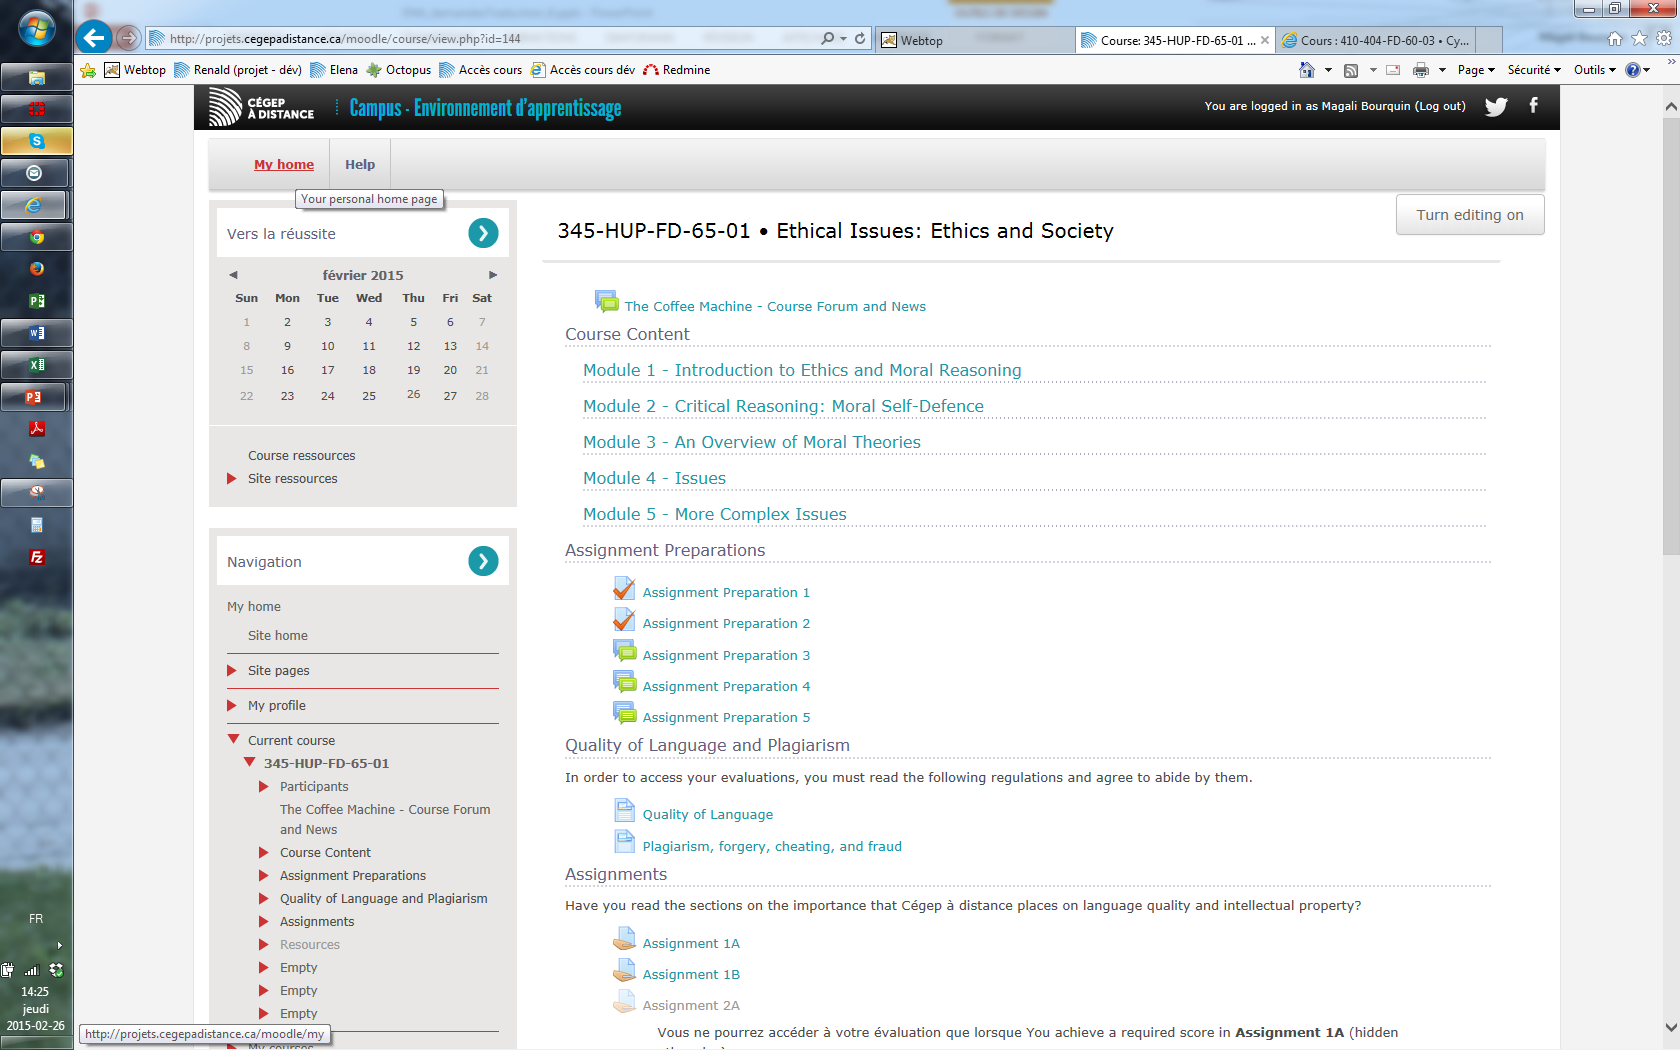 http://projets.cegepadistance.ca/moodle/course/view.php?id=144
Webtop
Course: 345-HUP-FD-65-01 ...
Cours : 410-404-FD-60-03 • Cy...
Webtop
Renald (projet - dév)
Elena
Octopus
Accès cours
Accès cours dév
Redmine
Page
Sécurité
Outils
CÉGEP
À DISTANCE
Campus - Environnement d'apprentissage
You are logged in as Magali Bourquin (Log out)
My home
Help
Your personal home page
Turn editing on
Vers la réussite
février 2015
Sun Mon Tue Wed Thu Fri Sat
1 2 3 4 5 6 7
8 9 10 11 12 13 14
15 16 17 18 19 20 21
22 23 24 25 26 27 28
Course ressources
Site ressources
Navigation
My home
Site home
Site pages
My profile
Current course
345-HUP-FD-65-01
Participants
The Coffee Machine - Course Forum
and News
Course Content
Assignment Preparations
Quality of Language and Plagiarism
Assignments
Resources
Empty
Empty
Empty
My courses
345-HUP-FD-65-01 • Ethical Issues: Ethics and Society
The Coffee Machine - Course Forum and News
Course Content
Module 1 - Introduction to Ethics and Moral Reasoning
Module 2 - Critical Reasoning: Moral Self-Defence
Module 3 - An Overview of Moral Theories
Module 4 - Issues
Module 5 - More Complex Issues
Assignment Preparations
Assignment Preparation 1
Assignment Preparation 2
Assignment Preparation 3
Assignment Preparation 4
Assignment Preparation 5
Quality of Language and Plagiarism
In order to access your evaluations, you must read the following regulations and agree to abide by them.
Quality of Language
Plagiarism, forgery, cheating, and fraud
Assignments
Have you read the sections on the importance that Cégep à distance places on language quality and intellectual property?
Assignment 1A
Assignment 1B
Assignment 2A
Vous ne pourrez accéder à votre évaluation que lorsque You achieve a required score in Assignment 1A (hidden
FR
14:25
jeudi
2015-02-26
http://projets.cegepadistance.ca/moodle/my